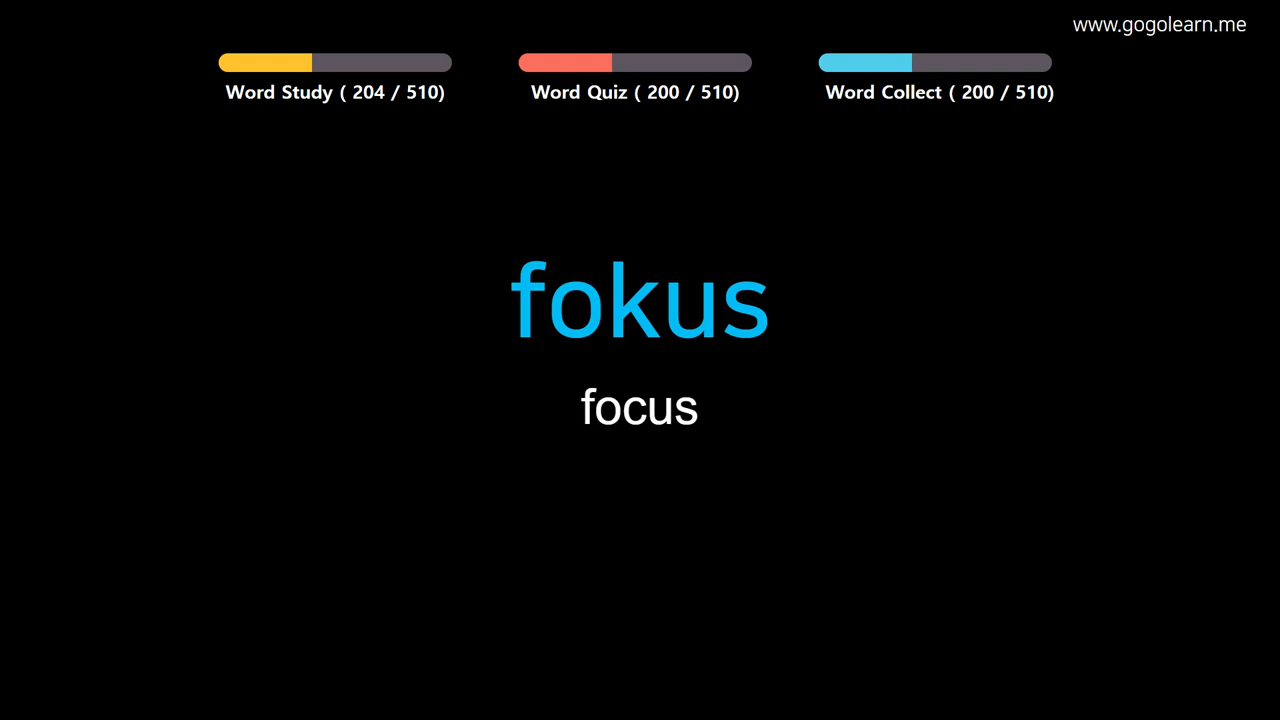 www.gogolearn.me
Word Study ( 204 / 510)
Word Quiz ( 200 / 510)
Word Collect ( 200 / 510)
fokus
focus